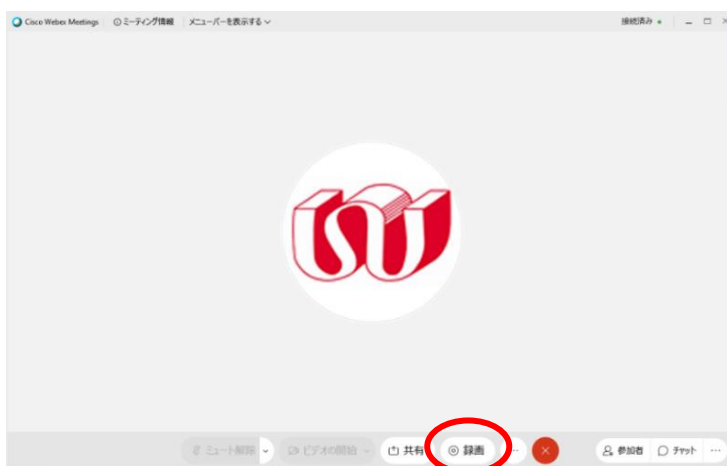 Cisco Webex Meetings ミーティング情報 メニューバーを表示する 接続済み
ミュート解除 ビデオの開始 共有 録画 参加者 チャット